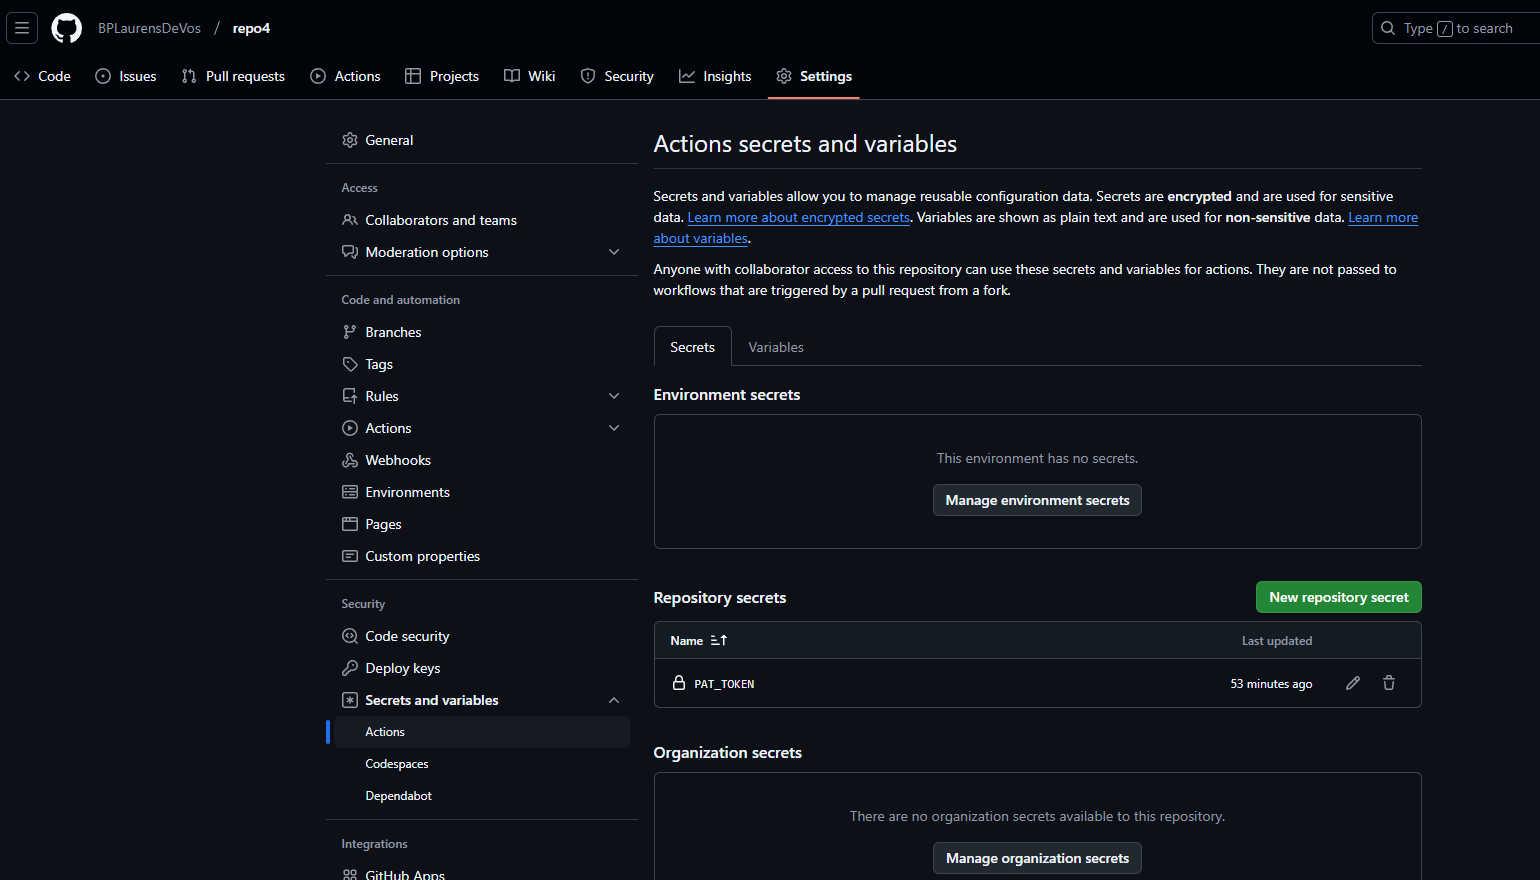 BPLaurensDeVos / repo4
Type / to search
Code Issues Pull requests Actions Projects Wiki Security Insights Settings
General
Access
Collaborators and teams
Moderation options
Code and automation
Branches
Tags
Rules
Actions
Webhooks
Environments
Pages
Custom properties
Security
Code security
Deploy keys
Secrets and variables
Actions
Codespaces
Dependabot
Integrations
GitHub Apps
Actions secrets and variables
Secrets and variables allow you to manage reusable configuration data. Secrets are encrypted and are used for sensitive
data. Learn more about encrypted secrets. Variables are shown as plain text and are used for non-sensitive data. Learn more
about variables.
Anyone with collaborator access to this repository can use these secrets and variables for actions. They are not passed to
workflows that are triggered by a pull request from a fork.
Secrets Variables
Environment secrets
This environment has no secrets.
Manage environment secrets
Repository secrets
New repository secret
Name Last updated
PAT_TOKEN 53 minutes ago
Organization secrets
There are no organization secrets available to this repository.
Manage organization secrets